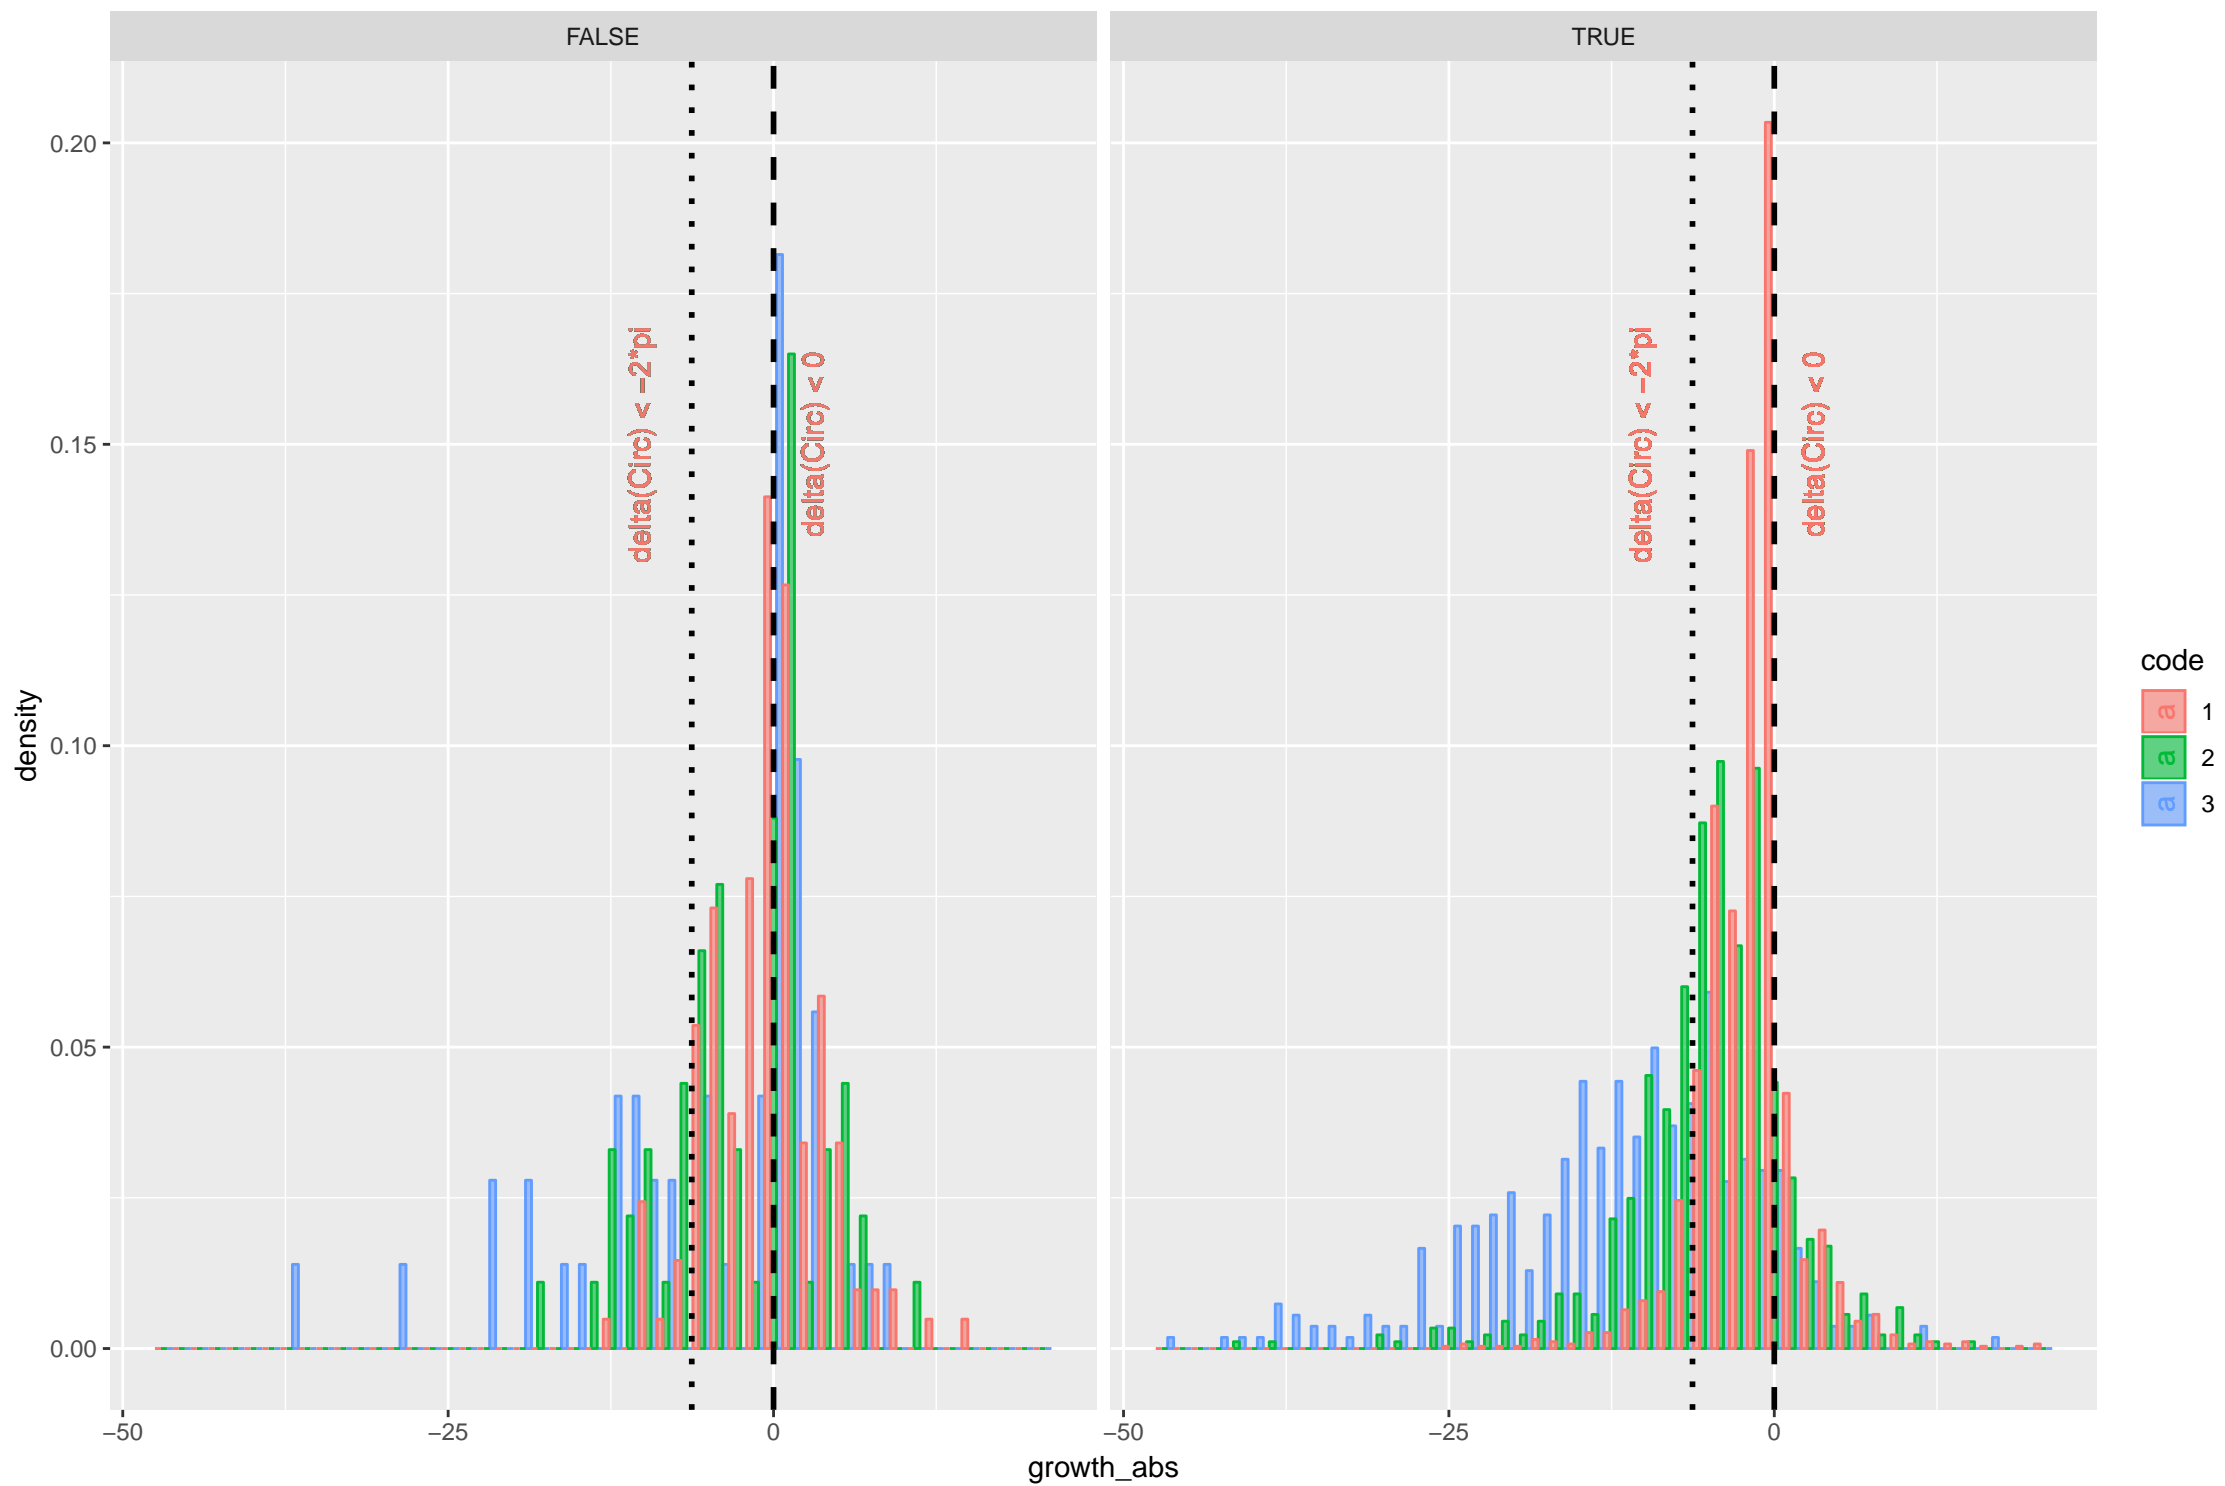 FALSE
TRUE
0.20
0.15
0.10
0.05
0.00
density
delta(Circ) < −2*pi
delta(Circ) < 0
delta(Circ) < −2*pi
delta(Circ) < 0
−50
−25
0
−50
−25
0
growth_abs
code
a 1
a 2
a 3